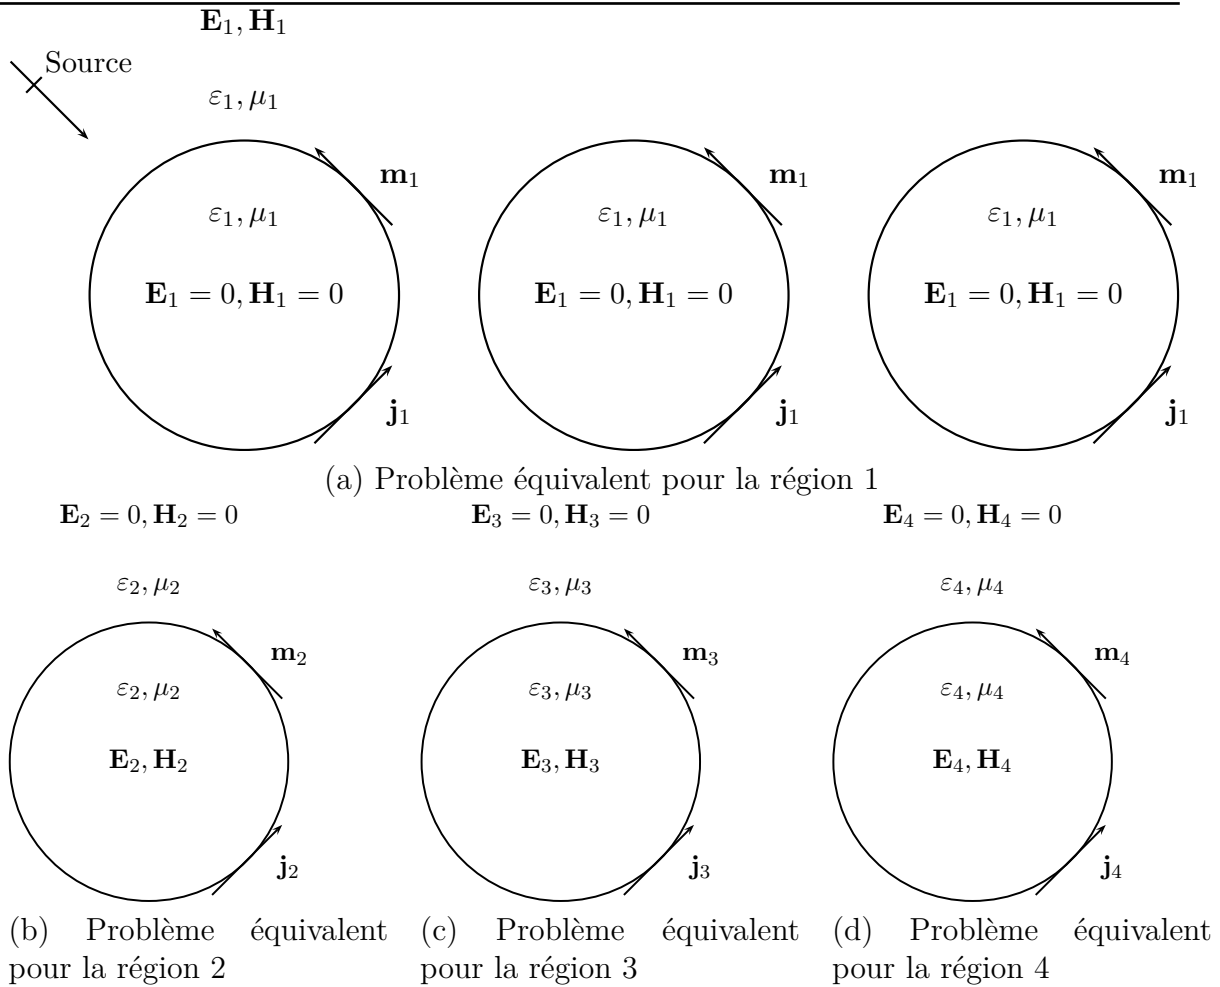 E₁, H₁
Source
ε₁, μ₁
m₁ m₁ m₁
ε₁, μ₁ ε₁, μ₁ ε₁, μ₁
E₁ = 0, H₁ = 0 E₁ = 0, H₁ = 0 E₁ = 0, H₁ = 0
j₁ j₁ j₁
(a) Problème équivalent pour la région 1
E₂ = 0, H₂ = 0 E₃ = 0, H₃ = 0 E₄ = 0, H₄ = 0
ε₂, μ₂ ε₃, μ₃ ε₄, μ₄
m₂ m₃ m₄
ε₂, μ₂ ε₃, μ₃ ε₄, μ₄
E₂, H₂ E₃, H₃ E₄, H₄
j₂ j₃ j₄
(b) Problème équivalent
pour la région 2
(c) Problème équivalent
pour la région 3
(d) Problème équivalent
pour la région 4